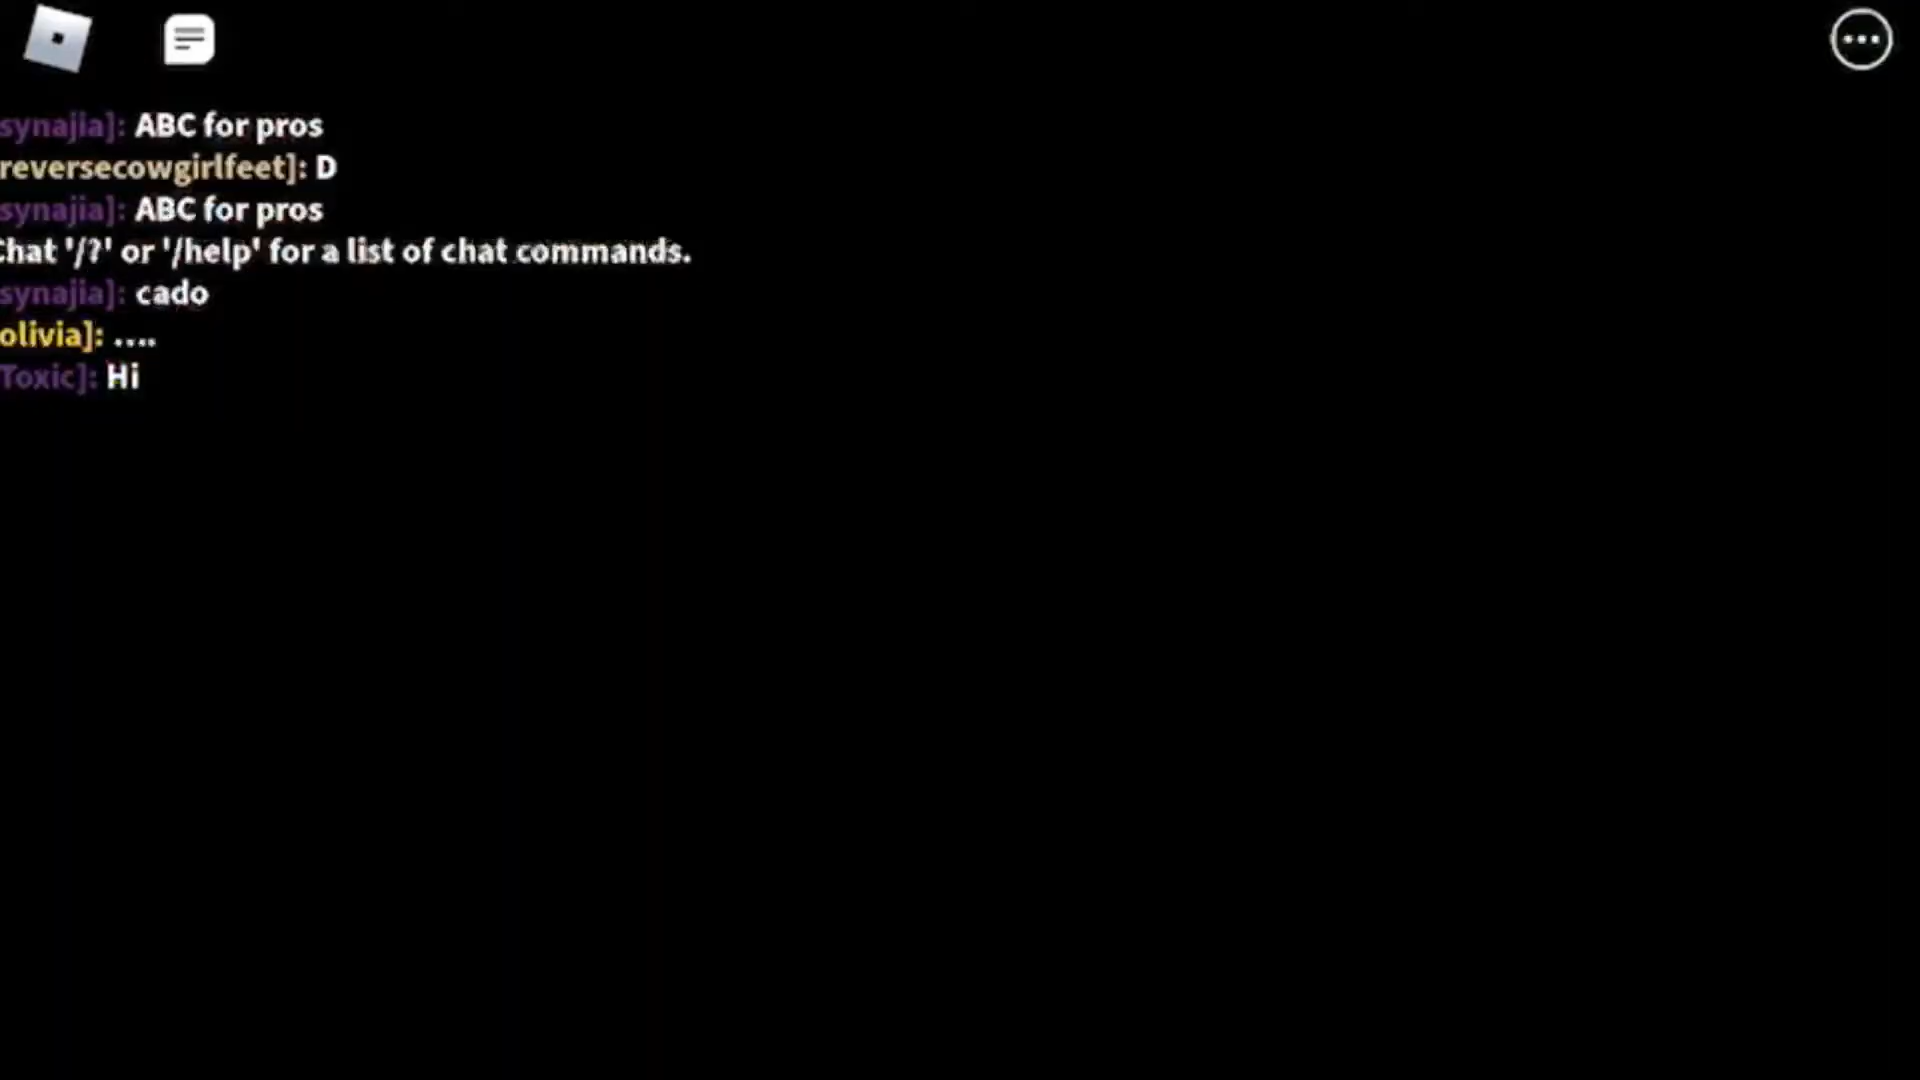 synajia]: ABC for pros
reversecowgirlfeet]: D
synajia]: ABC for pros
Chat '/?' or '/help' for a list of chat commands.
synajia]: cado
olivia]: ....
Toxic]: Hi